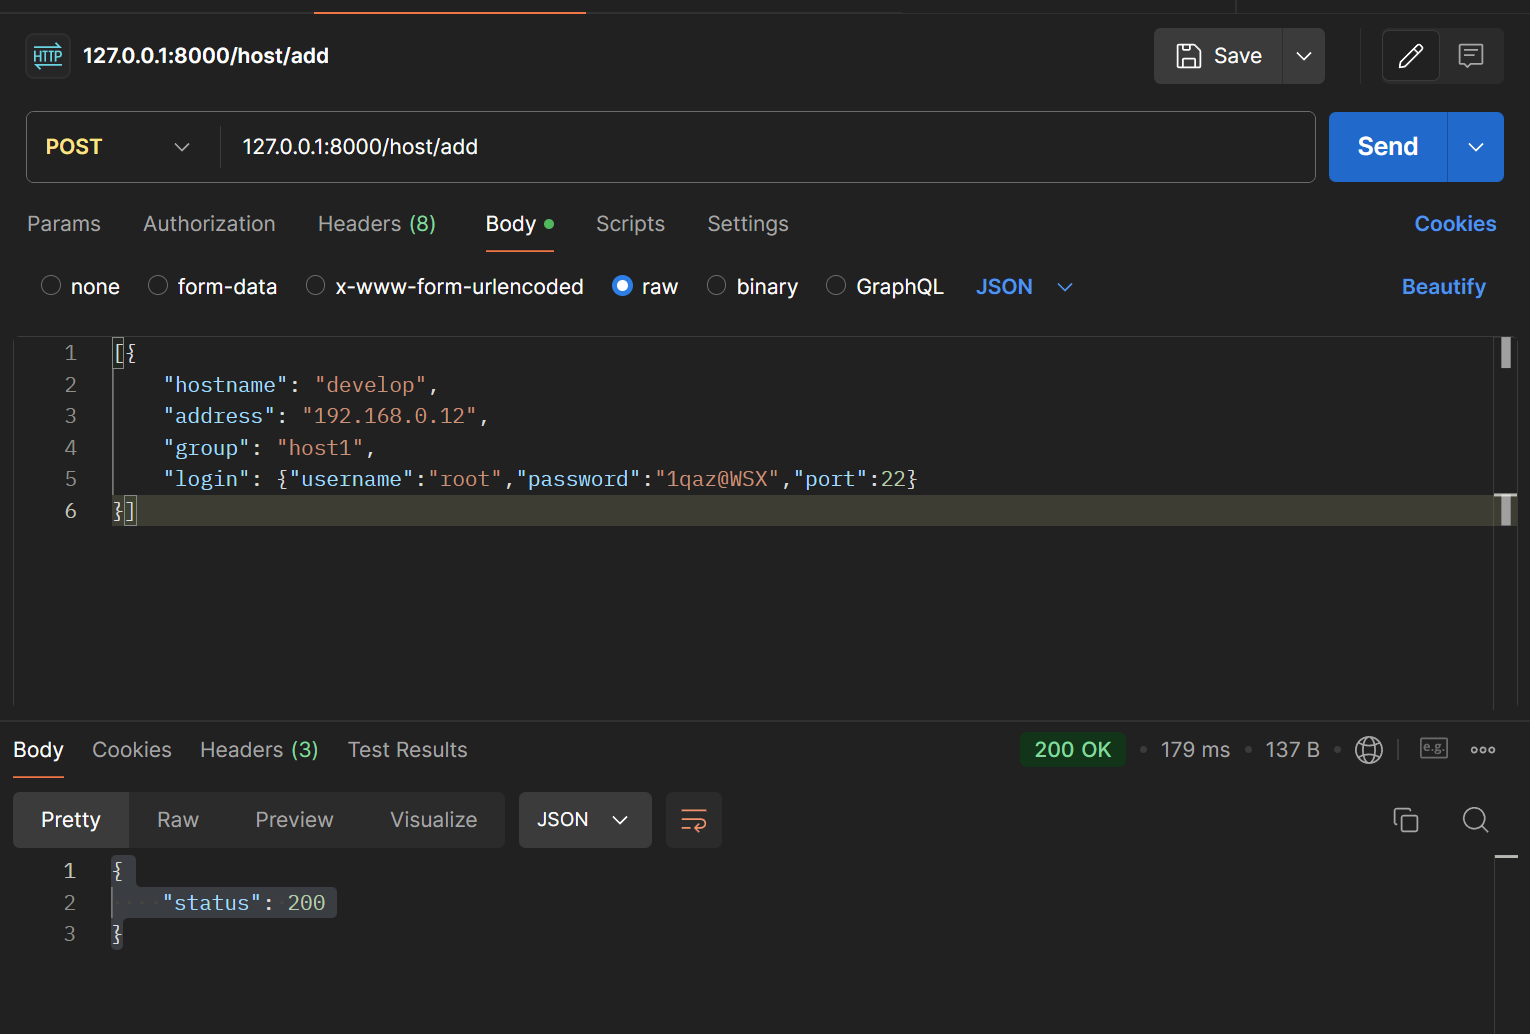 HTTP 127.0.0.1:8000/host/add Save
POST 127.0.0.1:8000/host/add Send
Params Authorization Headers (8) Body Scripts Settings Cookies
none form-data x-www-form-urlencoded raw binary GraphQL JSON Beautify
1 [{
2 "hostname": "develop",
3 "address": "192.168.0.12",
4 "group": "host1",
5 "login": {"username":"root","password":"1qaz@WSX","port":22}
6 }]
Body Cookies Headers (3) Test Results 200 OK • 179 ms • 137 B • e.g.
Pretty Raw Preview Visualize JSON
1 {
2 "status": 200
3 }